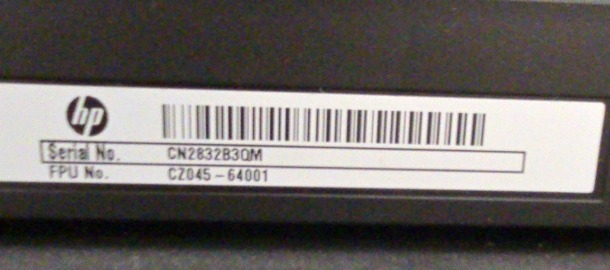 hp
Serial No. CN2832B3QM
FPU No. CZ045-64001